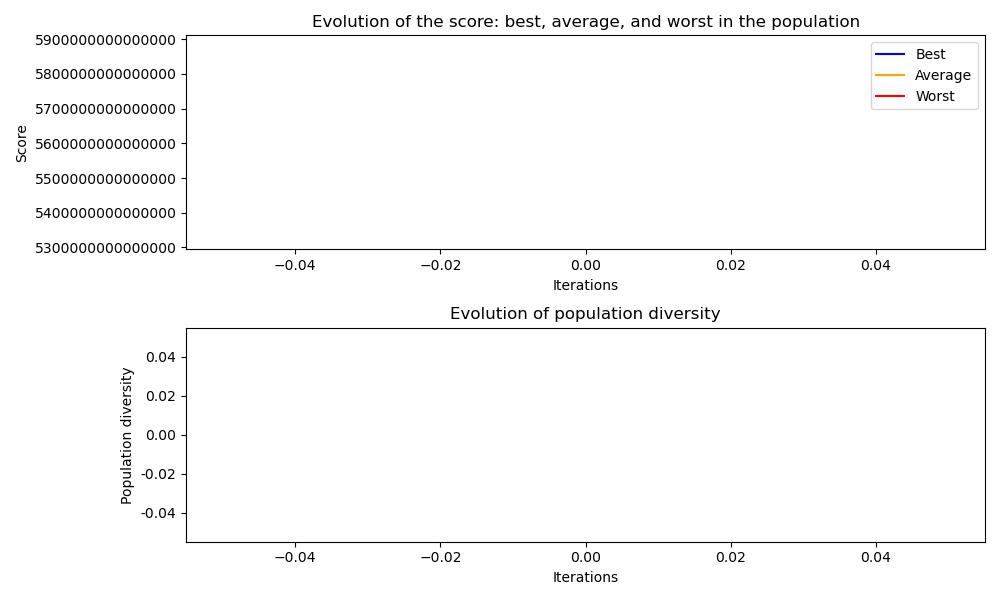 Evolution of the score: best, average, and worst in the population
5900000000000000
5800000000000000
5700000000000000
5600000000000000
5500000000000000
5400000000000000
5300000000000000
Score
Best
Average
Worst
−0.04 −0.02 0.00 0.02 0.04
Iterations
Evolution of population diversity
0.04
0.02
0.00
-0.02
-0.04
Population diversity
−0.04 −0.02 0.00 0.02 0.04
Iterations